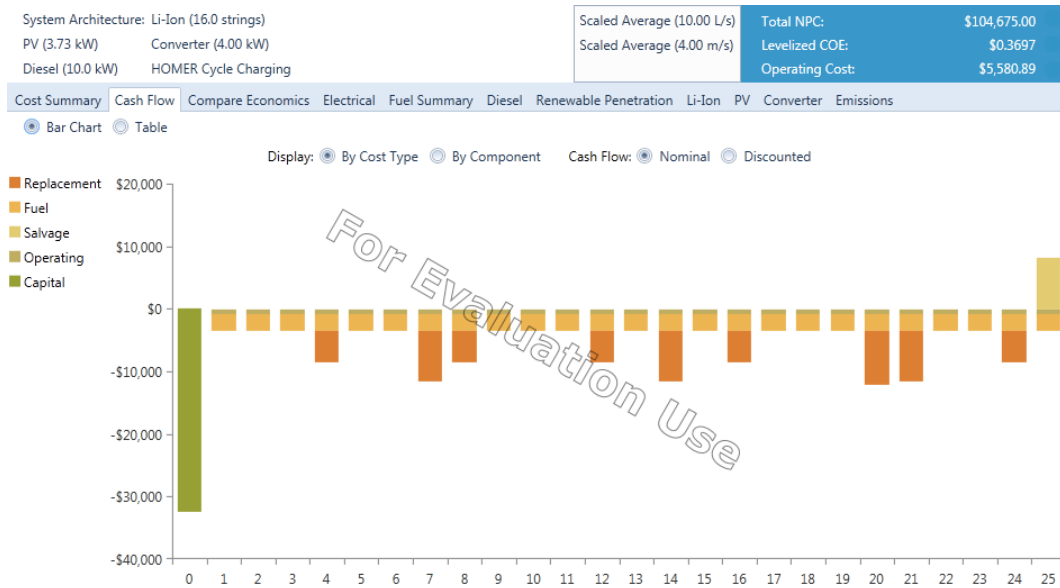 System Architecture: Li-Ion (16.0 strings)
PV (3.73 kW) Converter (4.00 kW)
Diesel (10.0 kW) HOMER Cycle Charging
Scaled Average (10.00 L/s)
Scaled Average (4.00 m/s)
Total NPC: $104,675.00
Levelized COE: $0.3697
Operating Cost: $5,580.89
Cost Summary Cash Flow Compare Economics Electrical Fuel Summary Diesel Renewable Penetration Li-Ion PV Converter Emissions
Bar Chart Table
Display: By Cost Type By Component Cash Flow: Nominal Discounted
Replacement
Fuel
Salvage
Operating
Capital
$20,000
$10,000
$0
-$10,000
-$20,000
-$30,000
-$40,000
For Evaluation Use
0 1 2 3 4 5 6 7 8 9 10 11 12 13 14 15 16 17 18 19 20 21 22 23 24 25